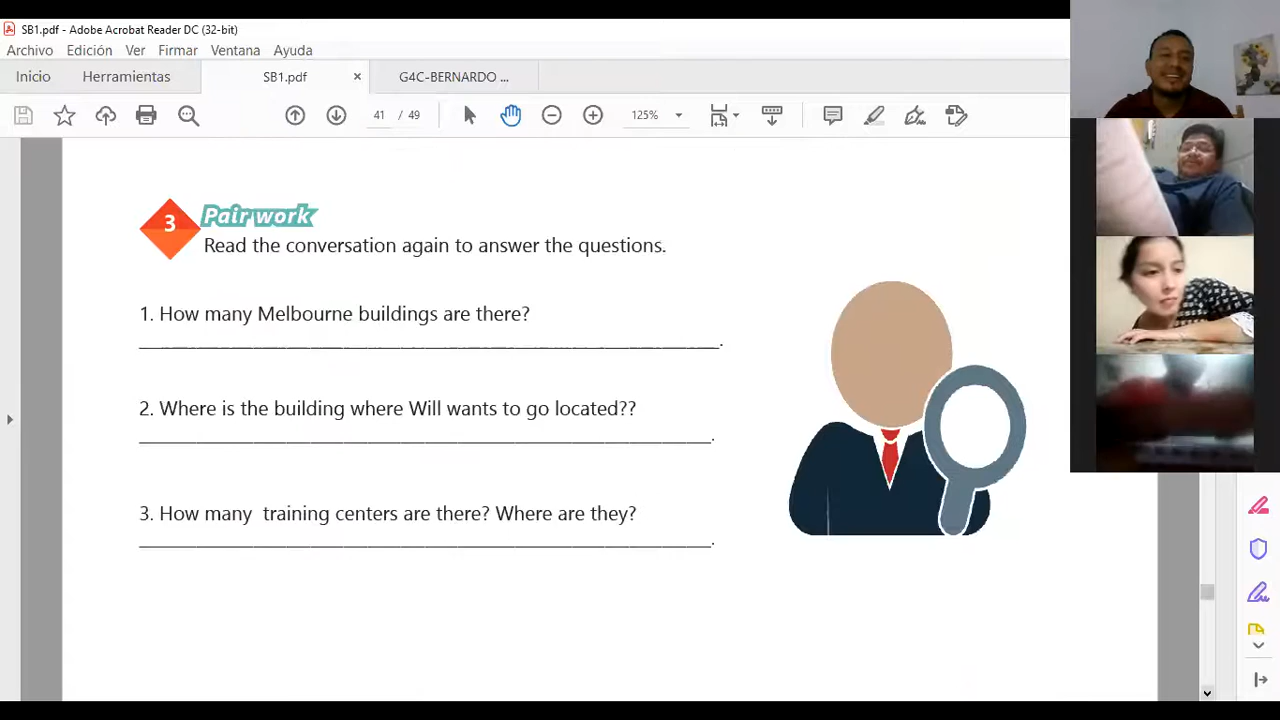 SB1.pdf - Adobe Acrobat Reader DC (32-bit)
Archivo Edición Ver Firmar Ventana Ayuda
Inicio Herramientas SB1.pdf × G4C-BERNARDO ...
41 / 49 125%
3 Pair work
Read the conversation again to answer the questions.
1. How many Melbourne buildings are there?
.
2. Where is the building where Will wants to go located??
.
3. How many training centers are there? Where are they?
.